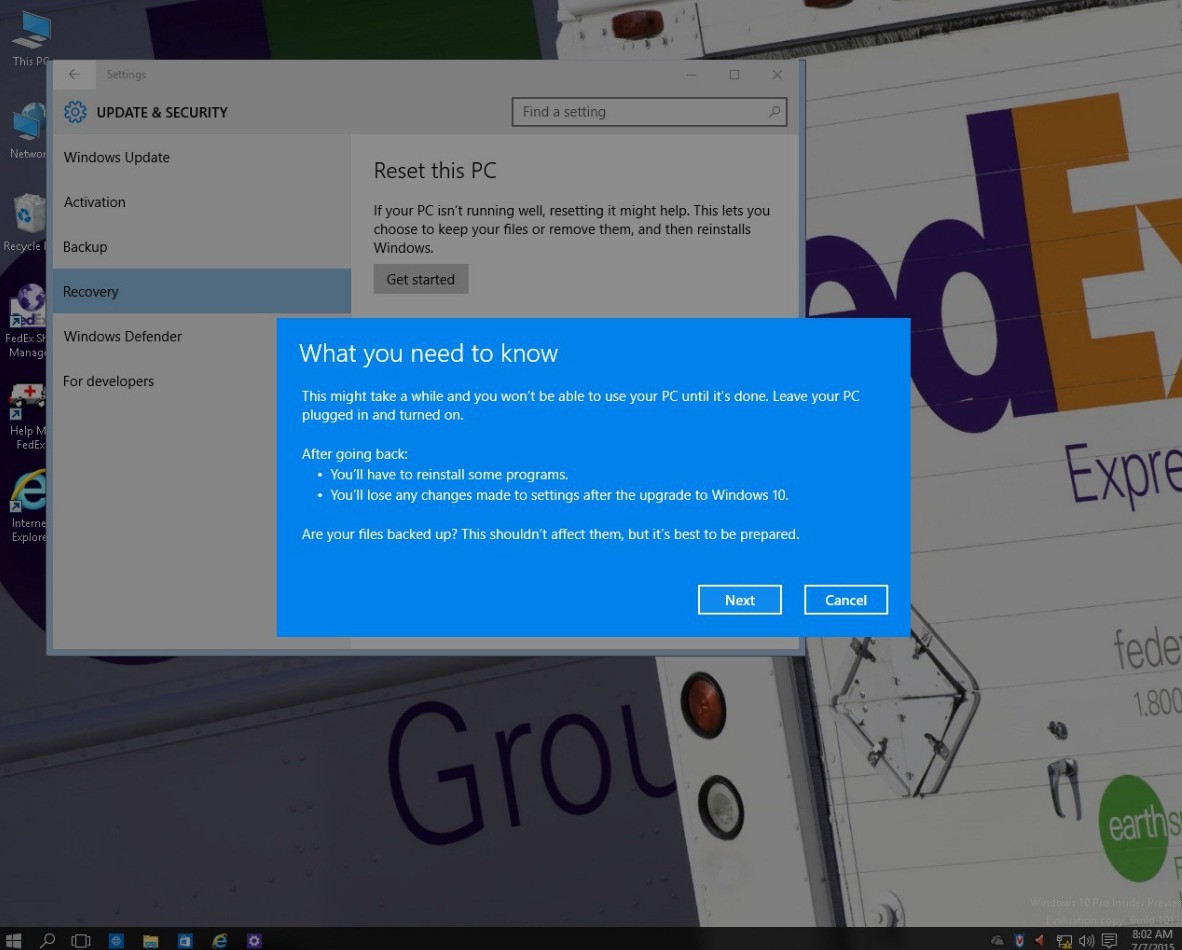 This PC
Settings
UPDATE & SECURITY
Find a setting
Network
Windows Update
Activation
Backup
Recovery
Windows Defender
For developers
Reset this PC
If your PC isn't running well, resetting it might help. This lets you
choose to keep your files or remove them, and then reinstalls
Windows.
Get started
Recycle
FedEx Sh
Manag
Help M
FedEx
Interne
Explore
What you need to know
This might take a while and you won't be able to use your PC until it's done. Leave your PC
plugged in and turned on.
After going back:
• You'll have to reinstall some programs.
• You'll lose any changes made to settings after the upgrade to Windows 10.
Are your files backed up? This shouldn't affect them, but it's best to be prepared.
Next
Cancel
edEx
Expre
Grou
fede
1.800
earths
Windows 10 Pro Insider Preview
Evaluation copy. Build 101
8:02 AM
7/7/2015